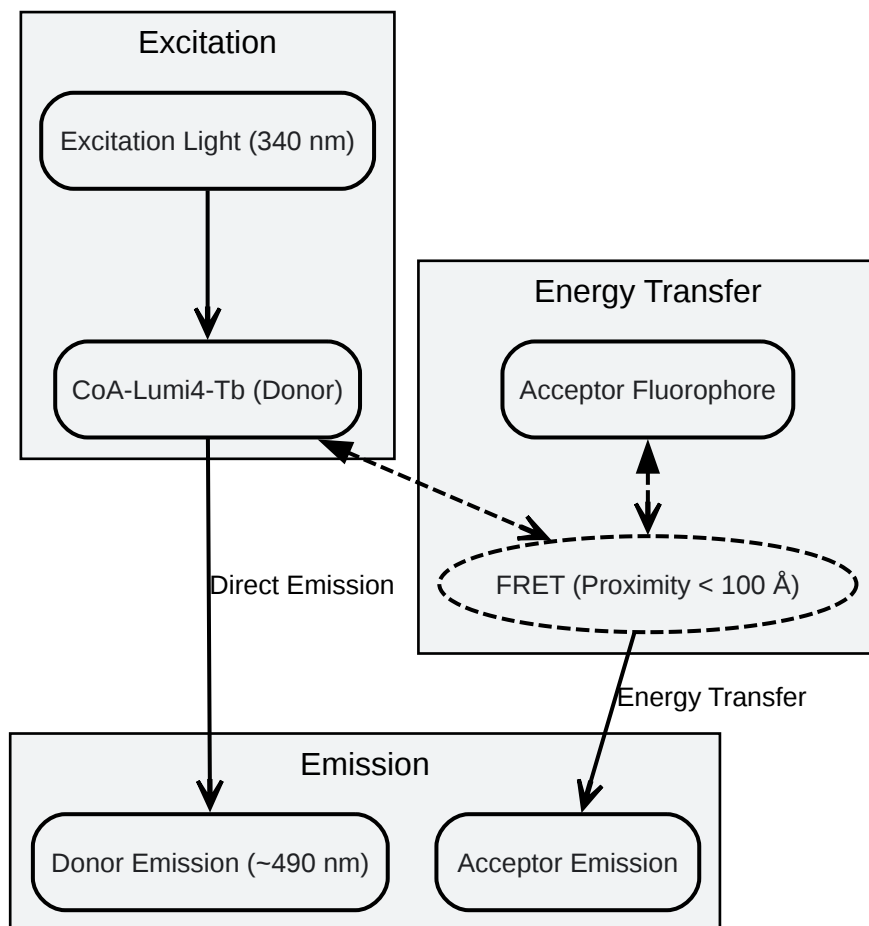 Excitation
Excitation Light (340 nm)
CoA-Lumi4-Tb (Donor)
Energy Transfer
Acceptor Fluorophore
FRET (Proximity < 100 Å)
Direct Emission
Energy Transfer
Emission
Donor Emission (~490 nm)
Acceptor Emission